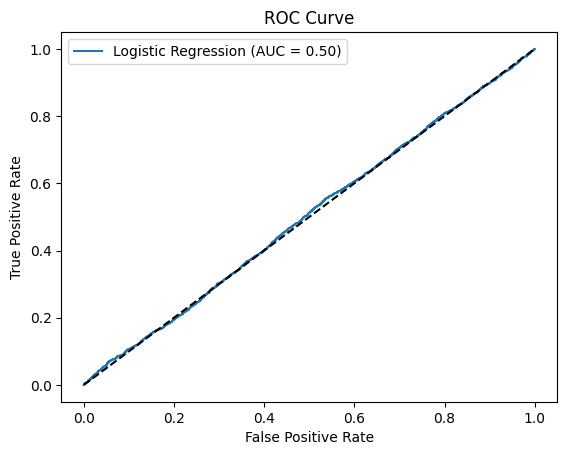 ROC Curve
Logistic Regression (AUC = 0.50)
True Positive Rate
1.0
0.8
0.6
0.4
0.2
0.0
0.0 0.2 0.4 0.6 0.8 1.0
False Positive Rate